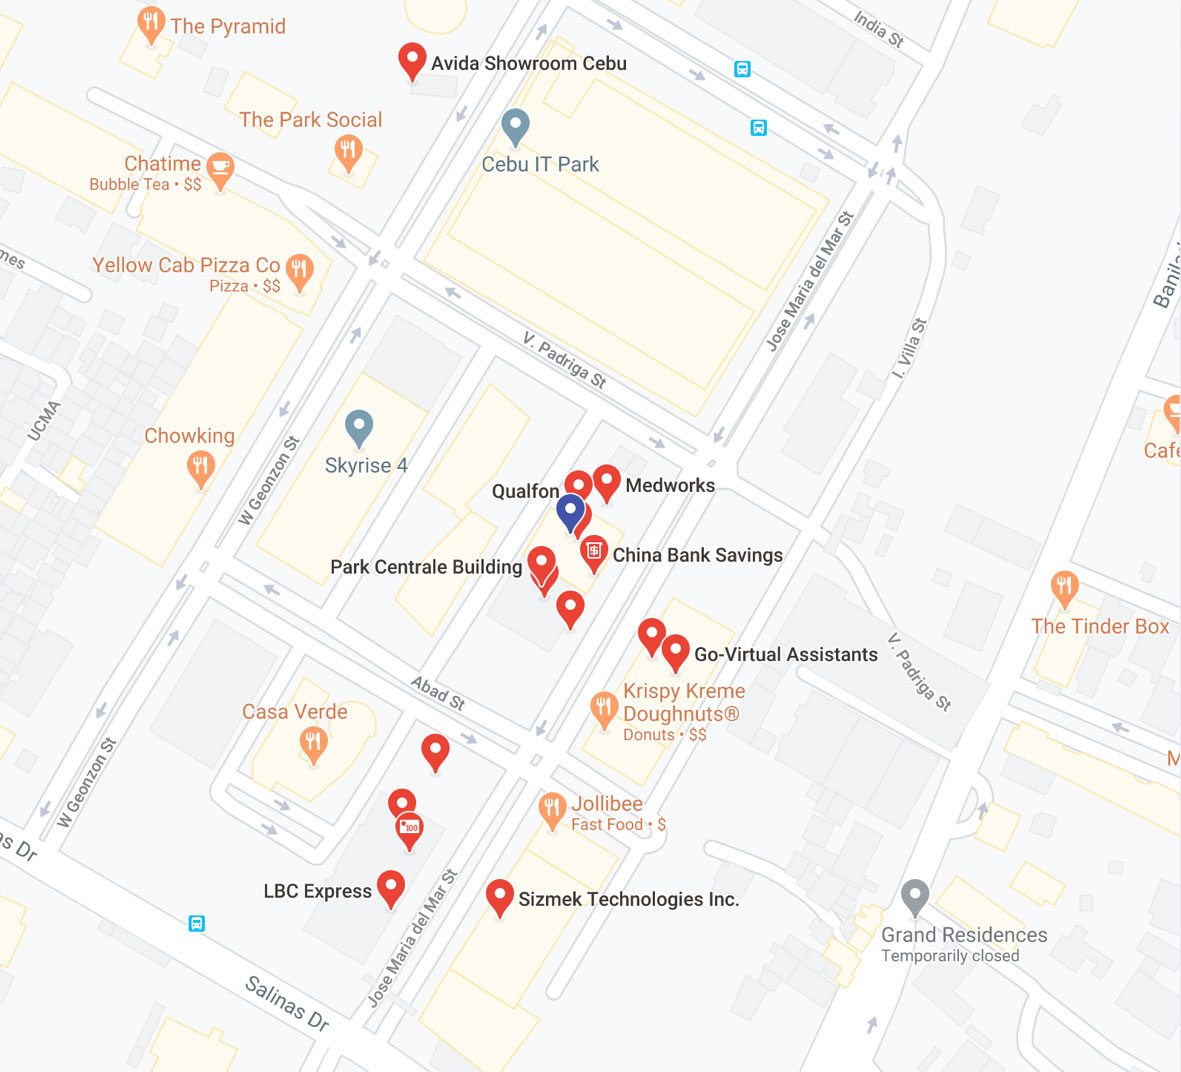 The Pyramid
Avida Showroom Cebu
India St
The Park Social
Cebu IT Park
Chatime
Bubble Tea • $$
Yellow Cab Pizza Co
Pizza • $$
Jose Maria del Mar St
I. Villa St
V. Padriga St
UCMA
Chowking
Skyrise 4
W Geonzon St
Qualfon
Medworks
China Bank Savings
Park Centrale Building
The Tinder Box
Go-Virtual Assistants
V. Padriga St
Abad St
Krispy Kreme
Doughnuts®
Donuts • $$
Casa Verde
W Geonzon St
Jollibee
Fast Food • $
100
LBC Express
Sizmek Technologies Inc.
Jose Maria del Mar St
Grand Residences
Temporarily closed
Salinas Dr